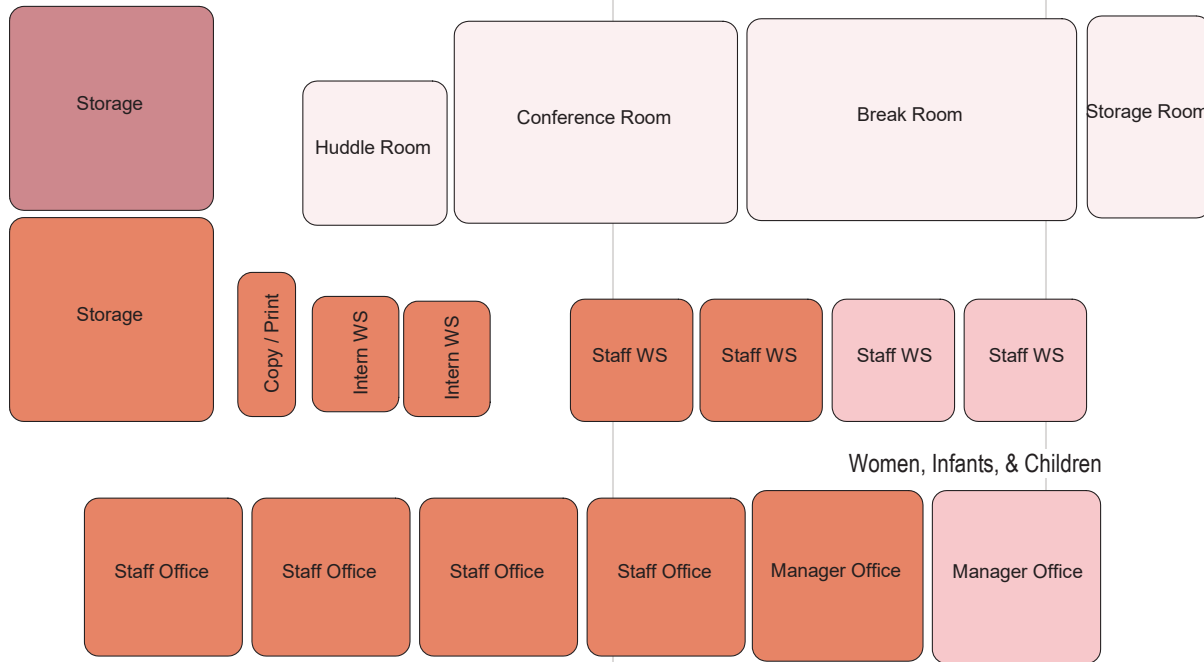 Storage
Huddle Room
Conference Room
Break Room
Storage Room
Storage
Copy / Print
Intern WS
Intern WS
Staff WS
Staff WS
Staff WS
Staff WS
Women, Infants, & Children
Staff Office
Staff Office
Staff Office
Staff Office
Manager Office
Manager Office